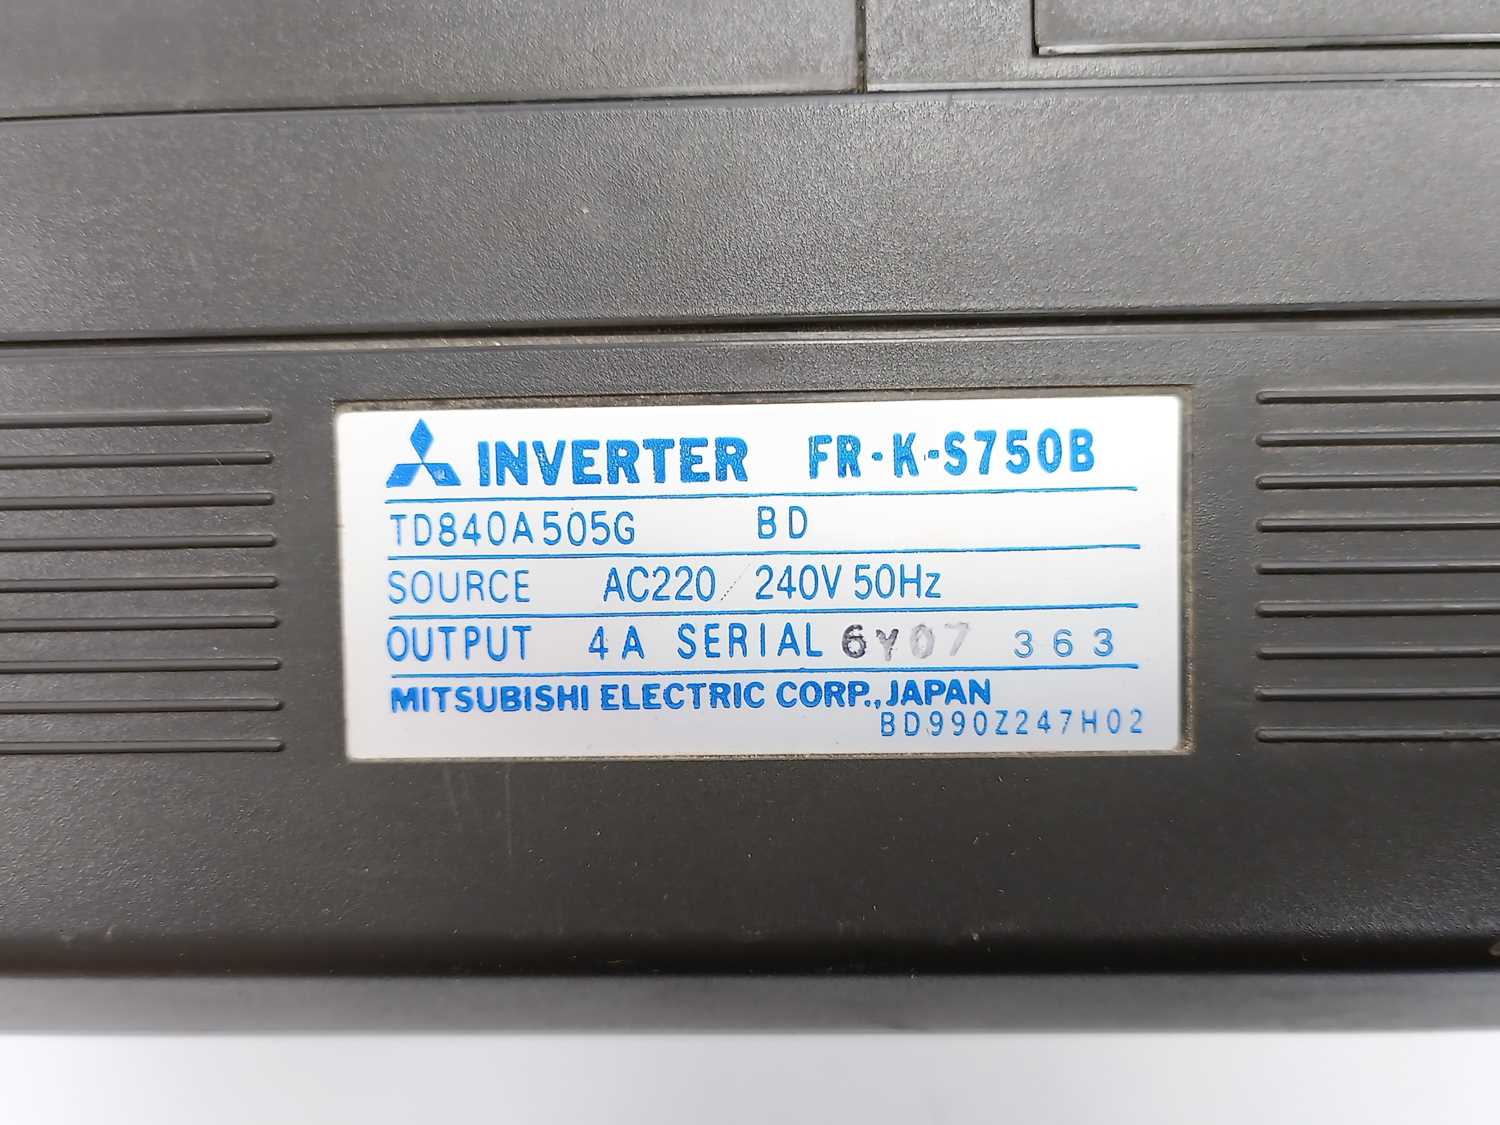 INVERTER FR-K-S750B
TD840A505G BD
SOURCE AC220/240V 50Hz
OUTPUT 4A SERIAL 6Y07 363
MITSUBISHI ELECTRIC CORP., JAPAN
BD990Z247H02